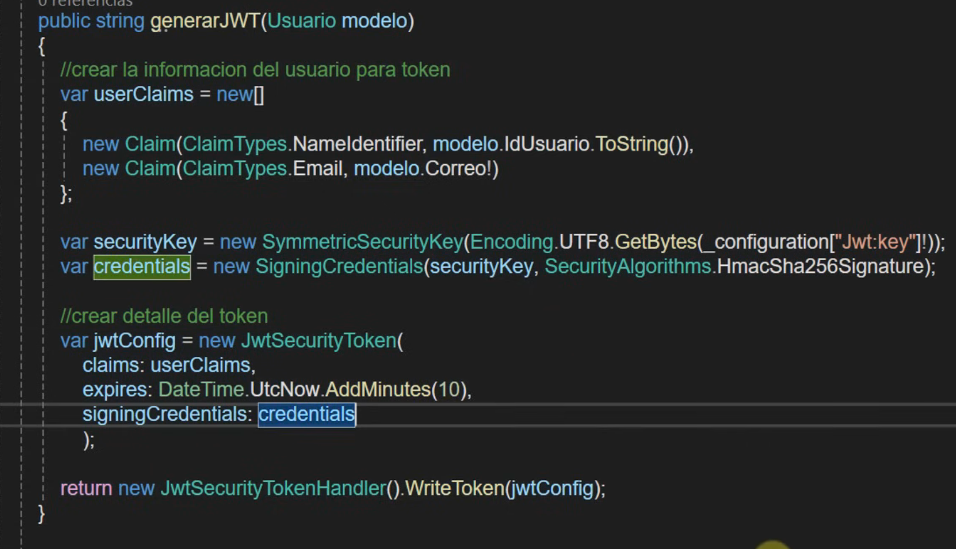 0 referencias
public string generarJWT(Usuario modelo)
{
//crear la informacion del usuario para token
var userClaims = new[]
{
new Claim(ClaimTypes.NameIdentifier, modelo.IdUsuario.ToString()),
new Claim(ClaimTypes.Email, modelo.Correo!)
};
var securityKey = new SymmetricSecurityKey(Encoding.UTF8.GetBytes(_configuration["Jwt:key"]!));
var credentials = new SigningCredentials(securityKey, SecurityAlgorithms.HmacSha256Signature);
//crear detalle del token
var jwtConfig = new JwtSecurityToken(
claims: userClaims,
expires: DateTime.UtcNow.AddMinutes(10),
signingCredentials: credentials
);
return new JwtSecurityTokenHandler().WriteToken(jwtConfig);
}